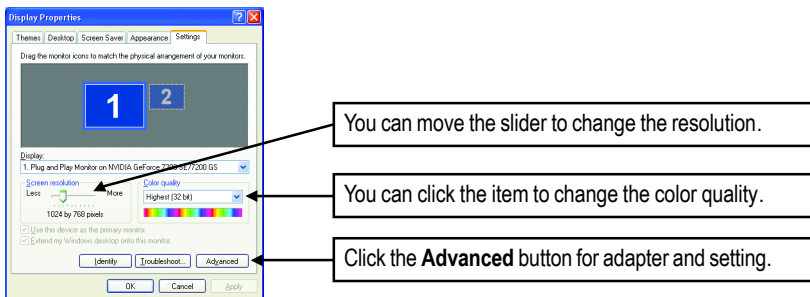 Display Properties
Themes Desktop Screen Saver Appearance Settings
Drag the monitor icons to match the physical arrangement of your monitors.
1
2
Display:
1. Plug and Play Monitor on NVIDIA GeForce 7300 SE/7200 GS
Screen resolution
Less More
1024 by 768 pixels
Color quality
Highest (32 bit)
Use this device as the primary monitor.
Extend my Windows desktop onto this monitor.
Identify Troubleshoot... Advanced
OK Cancel Apply
You can move the slider to change the resolution.
You can click the item to change the color quality.
Click the Advanced button for adapter and setting.